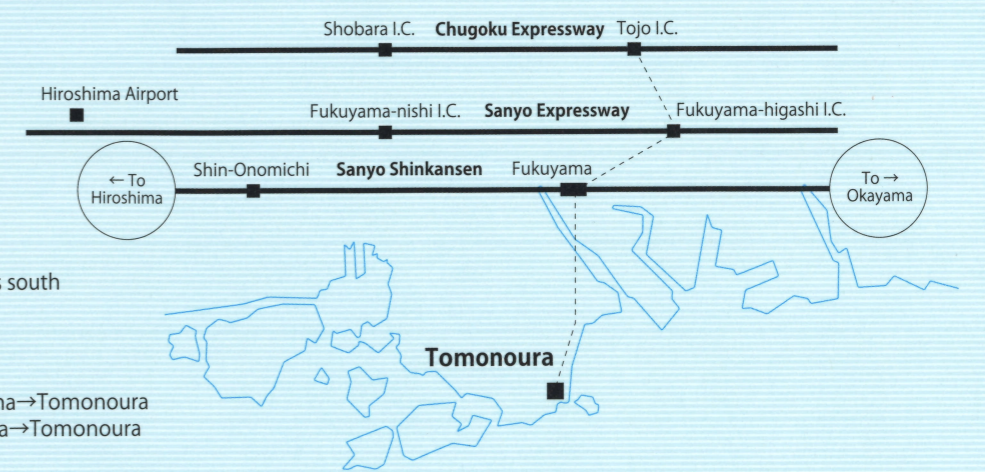 Shobara I.C. Chugoku Expressway Tojo I.C.
Hiroshima Airport
Fukuyama-nishi I.C. Sanyo Expressway Fukuyama-higashi I.C.
Shin-Onomichi Sanyo Shinkansen Fukuyama
← To
Hiroshima
To →
Okayama
south
Tomonoura
→Tomonoura
→Tomonoura